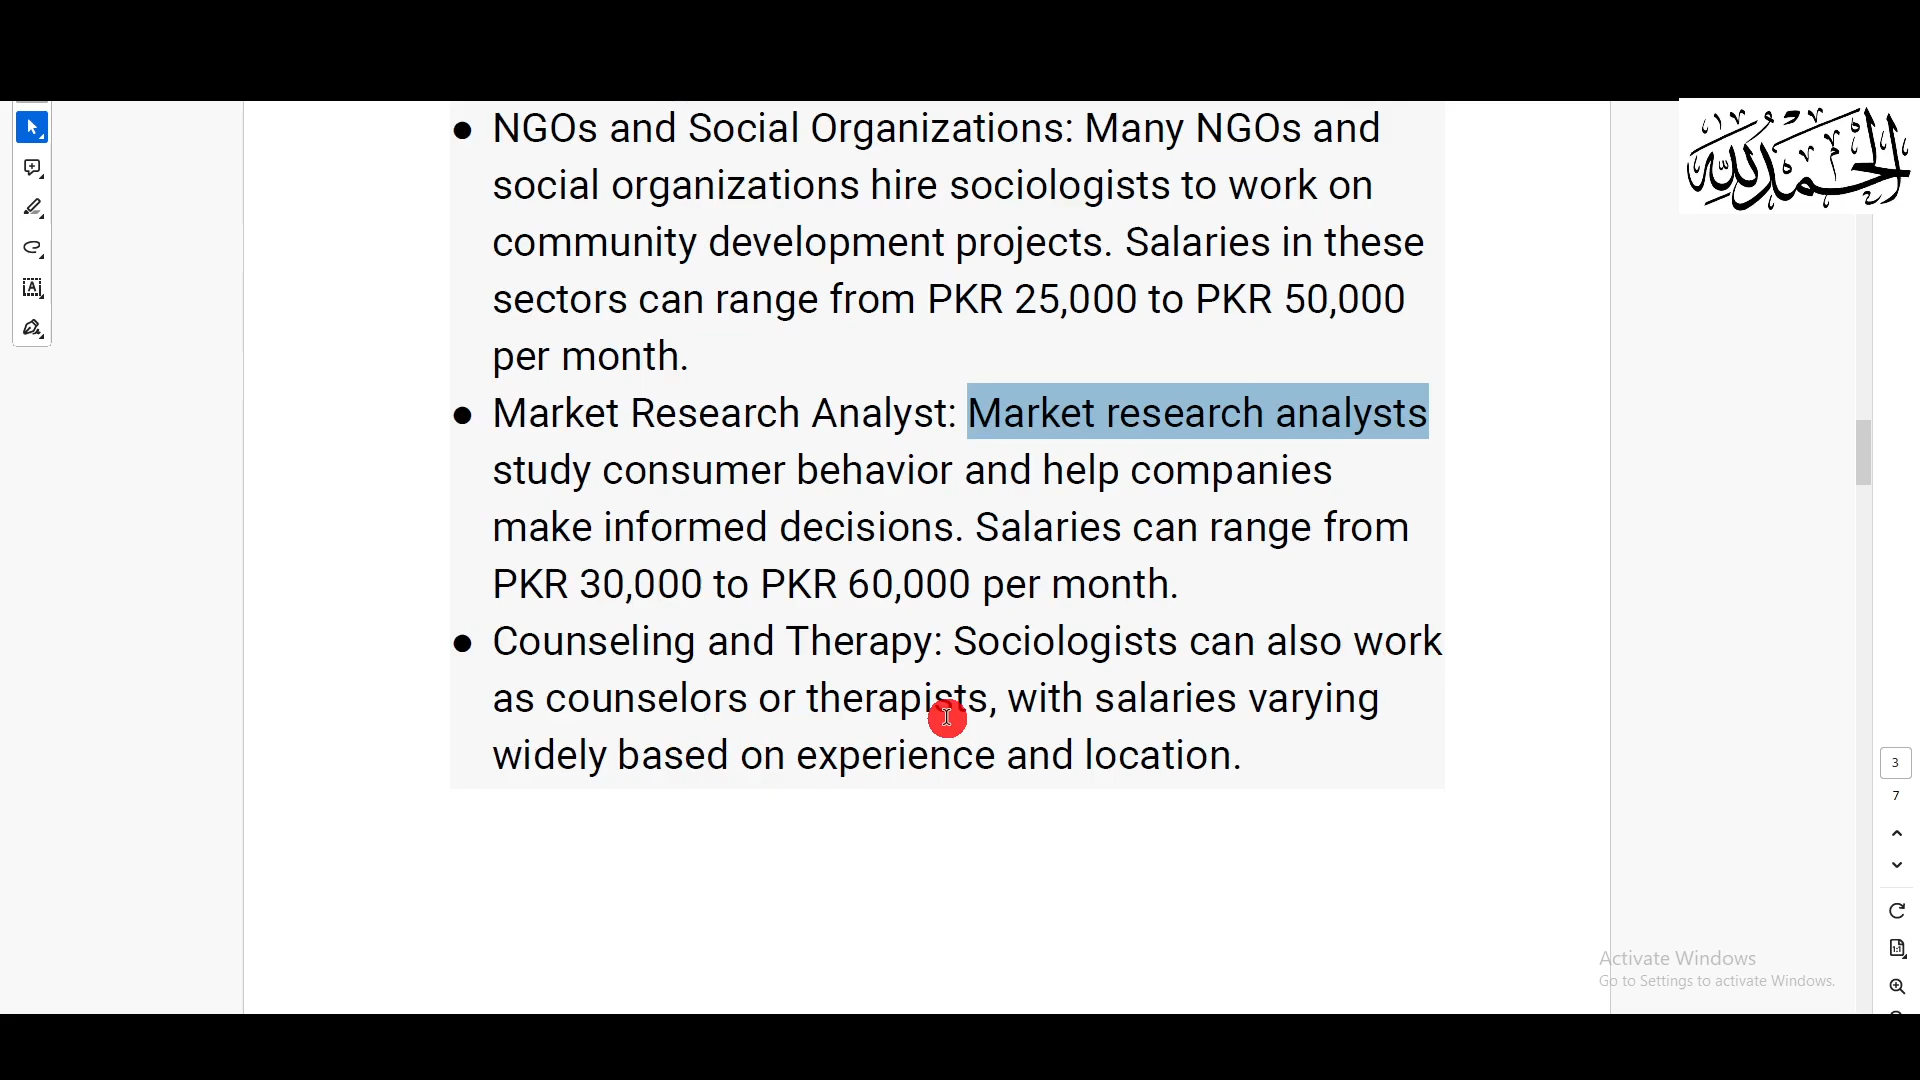 الحمد لله
● NGOs and Social Organizations: Many NGOs and
social organizations hire sociologists to work on
community development projects. Salaries in these
sectors can range from PKR 25,000 to PKR 50,000
per month.
● Market Research Analyst: Market research analysts
study consumer behavior and help companies
make informed decisions. Salaries can range from
PKR 30,000 to PKR 60,000 per month.
● Counseling and Therapy: Sociologists can also work
as counselors or therapists, with salaries varying
widely based on experience and location.
3
7
Activate Windows
Go to Settings to activate Windows.